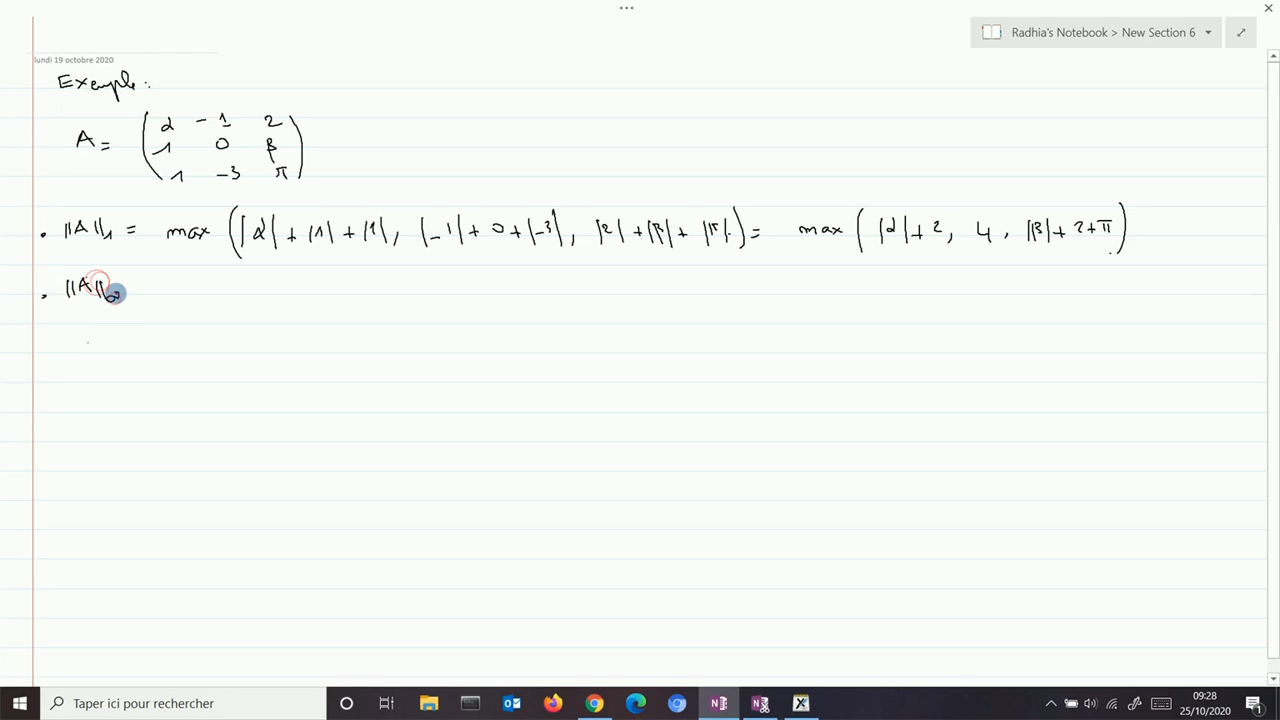 Radhia's Notebook > New Section 6
lundi 19 octobre 2020
Exemple:
A = ( α -1 2
1 0 β
1 -3 π )
• ||A||₁ = max ( |α| + |1| + |1|, |-1| + 0 + |-3|, |2| + |β| + |π| ) = max ( |α| + 2, 4, |β| + 2 + π )
• ||A||∞
Taper ici pour rechercher
09:28
25/10/2020
1